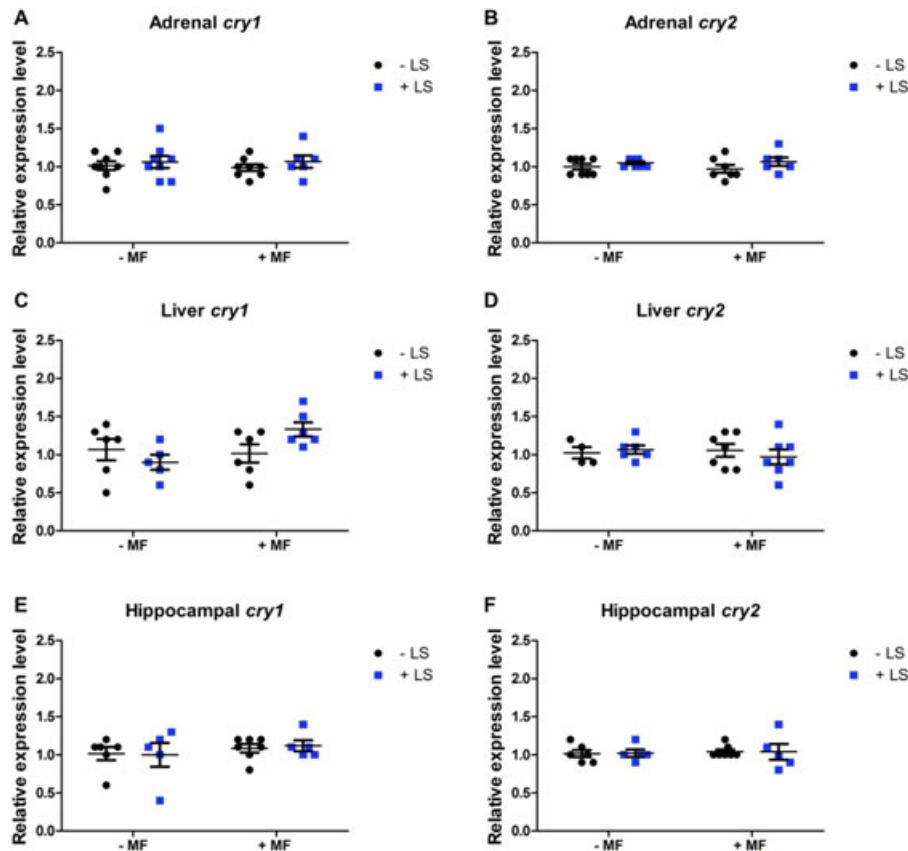 A
Adrenal cry1
Relative expression level
2.5
2.0
1.5
1.0
0.5
0.0
- MF
+ MF
- LS
+ LS
B
Adrenal cry2
Relative expression level
2.5
2.0
1.5
1.0
0.5
0.0
- MF
+ MF
- LS
+ LS
C
Liver cry1
Relative expression level
2.5
2.0
1.5
1.0
0.5
0.0
- MF
+ MF
- LS
+ LS
D
Liver cry2
Relative expression level
2.5
2.0
1.5
1.0
0.5
0.0
- MF
+ MF
- LS
+ LS
E
Hippocampal cry1
Relative expression level
2.5
2.0
1.5
1.0
0.5
0.0
- MF
+ MF
- LS
+ LS
F
Hippocampal cry2
Relative expression level
2.5
2.0
1.5
1.0
0.5
0.0
- MF
+ MF
- LS
+ LS